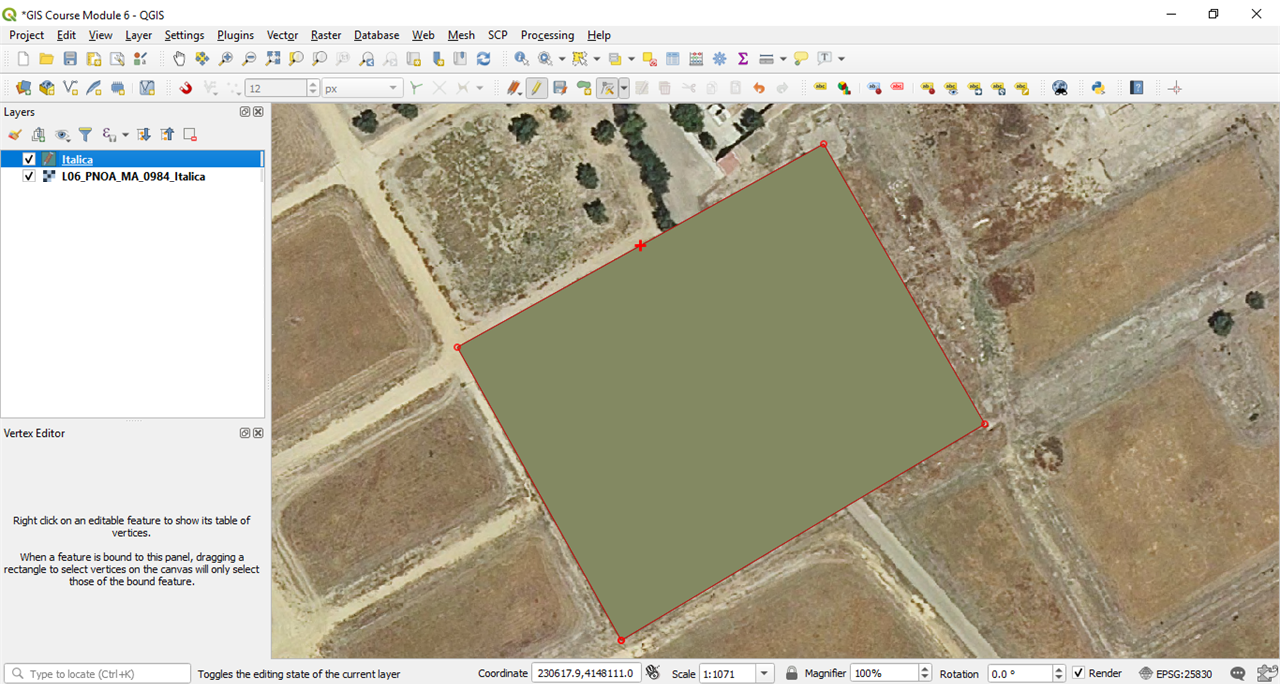 *GIS Course Module 6 - QGIS
Project Edit View Layer Settings Plugins Vector Raster Database Web Mesh SCP Processing Help
12 px
Layers
Italica
L06_PNOA_MA_0984_Italica
Vertex Editor
Right click on an editable feature to show its table of
vertices.
When a feature is bound to this panel, dragging a
rectangle to select vertices on the canvas will only select
those of the bound feature.
Type to locate (Ctrl+K) Toggles the editing state of the current layer Coordinate 230617.9,4148111.0 Scale 1:1071 Magnifier 100% Rotation 0.0 ° Render EPSG:25830